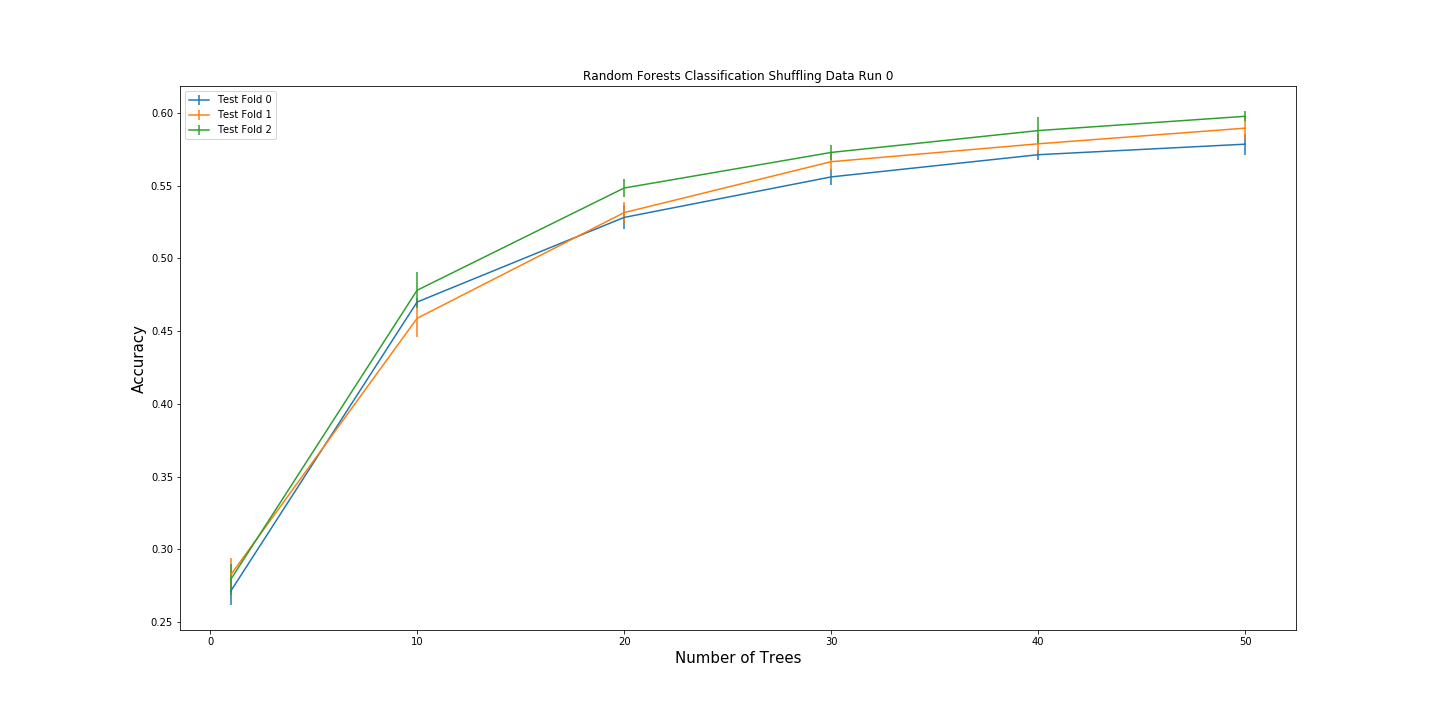 Random Forests Classification Shuffling Data Run 0
Test Fold 0
Test Fold 1
Test Fold 2
0.60
0.55
0.50
0.45
0.40
0.35
0.30
0.25
Accuracy
0 10 20 30 40 50
Number of Trees